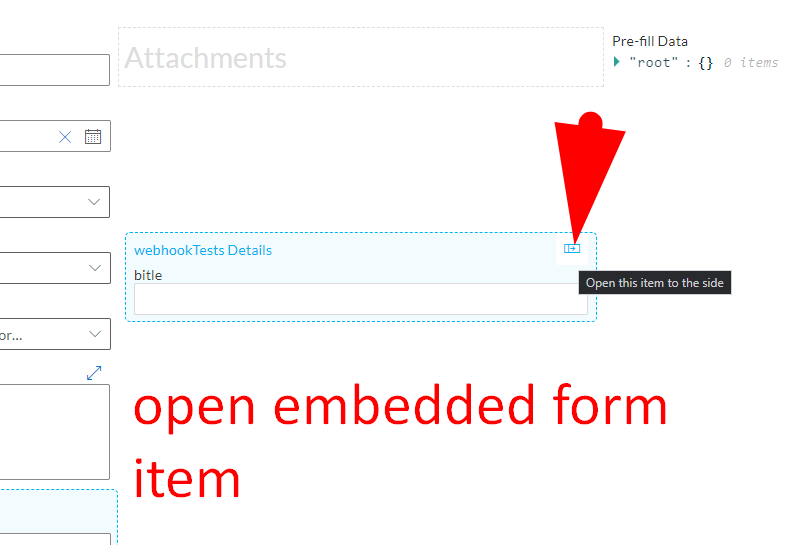 Attachments
Pre-fill Data
"root" : {} 0 items
webhookTests Details
bitle
Open this item to the side
or...
open embedded form
item